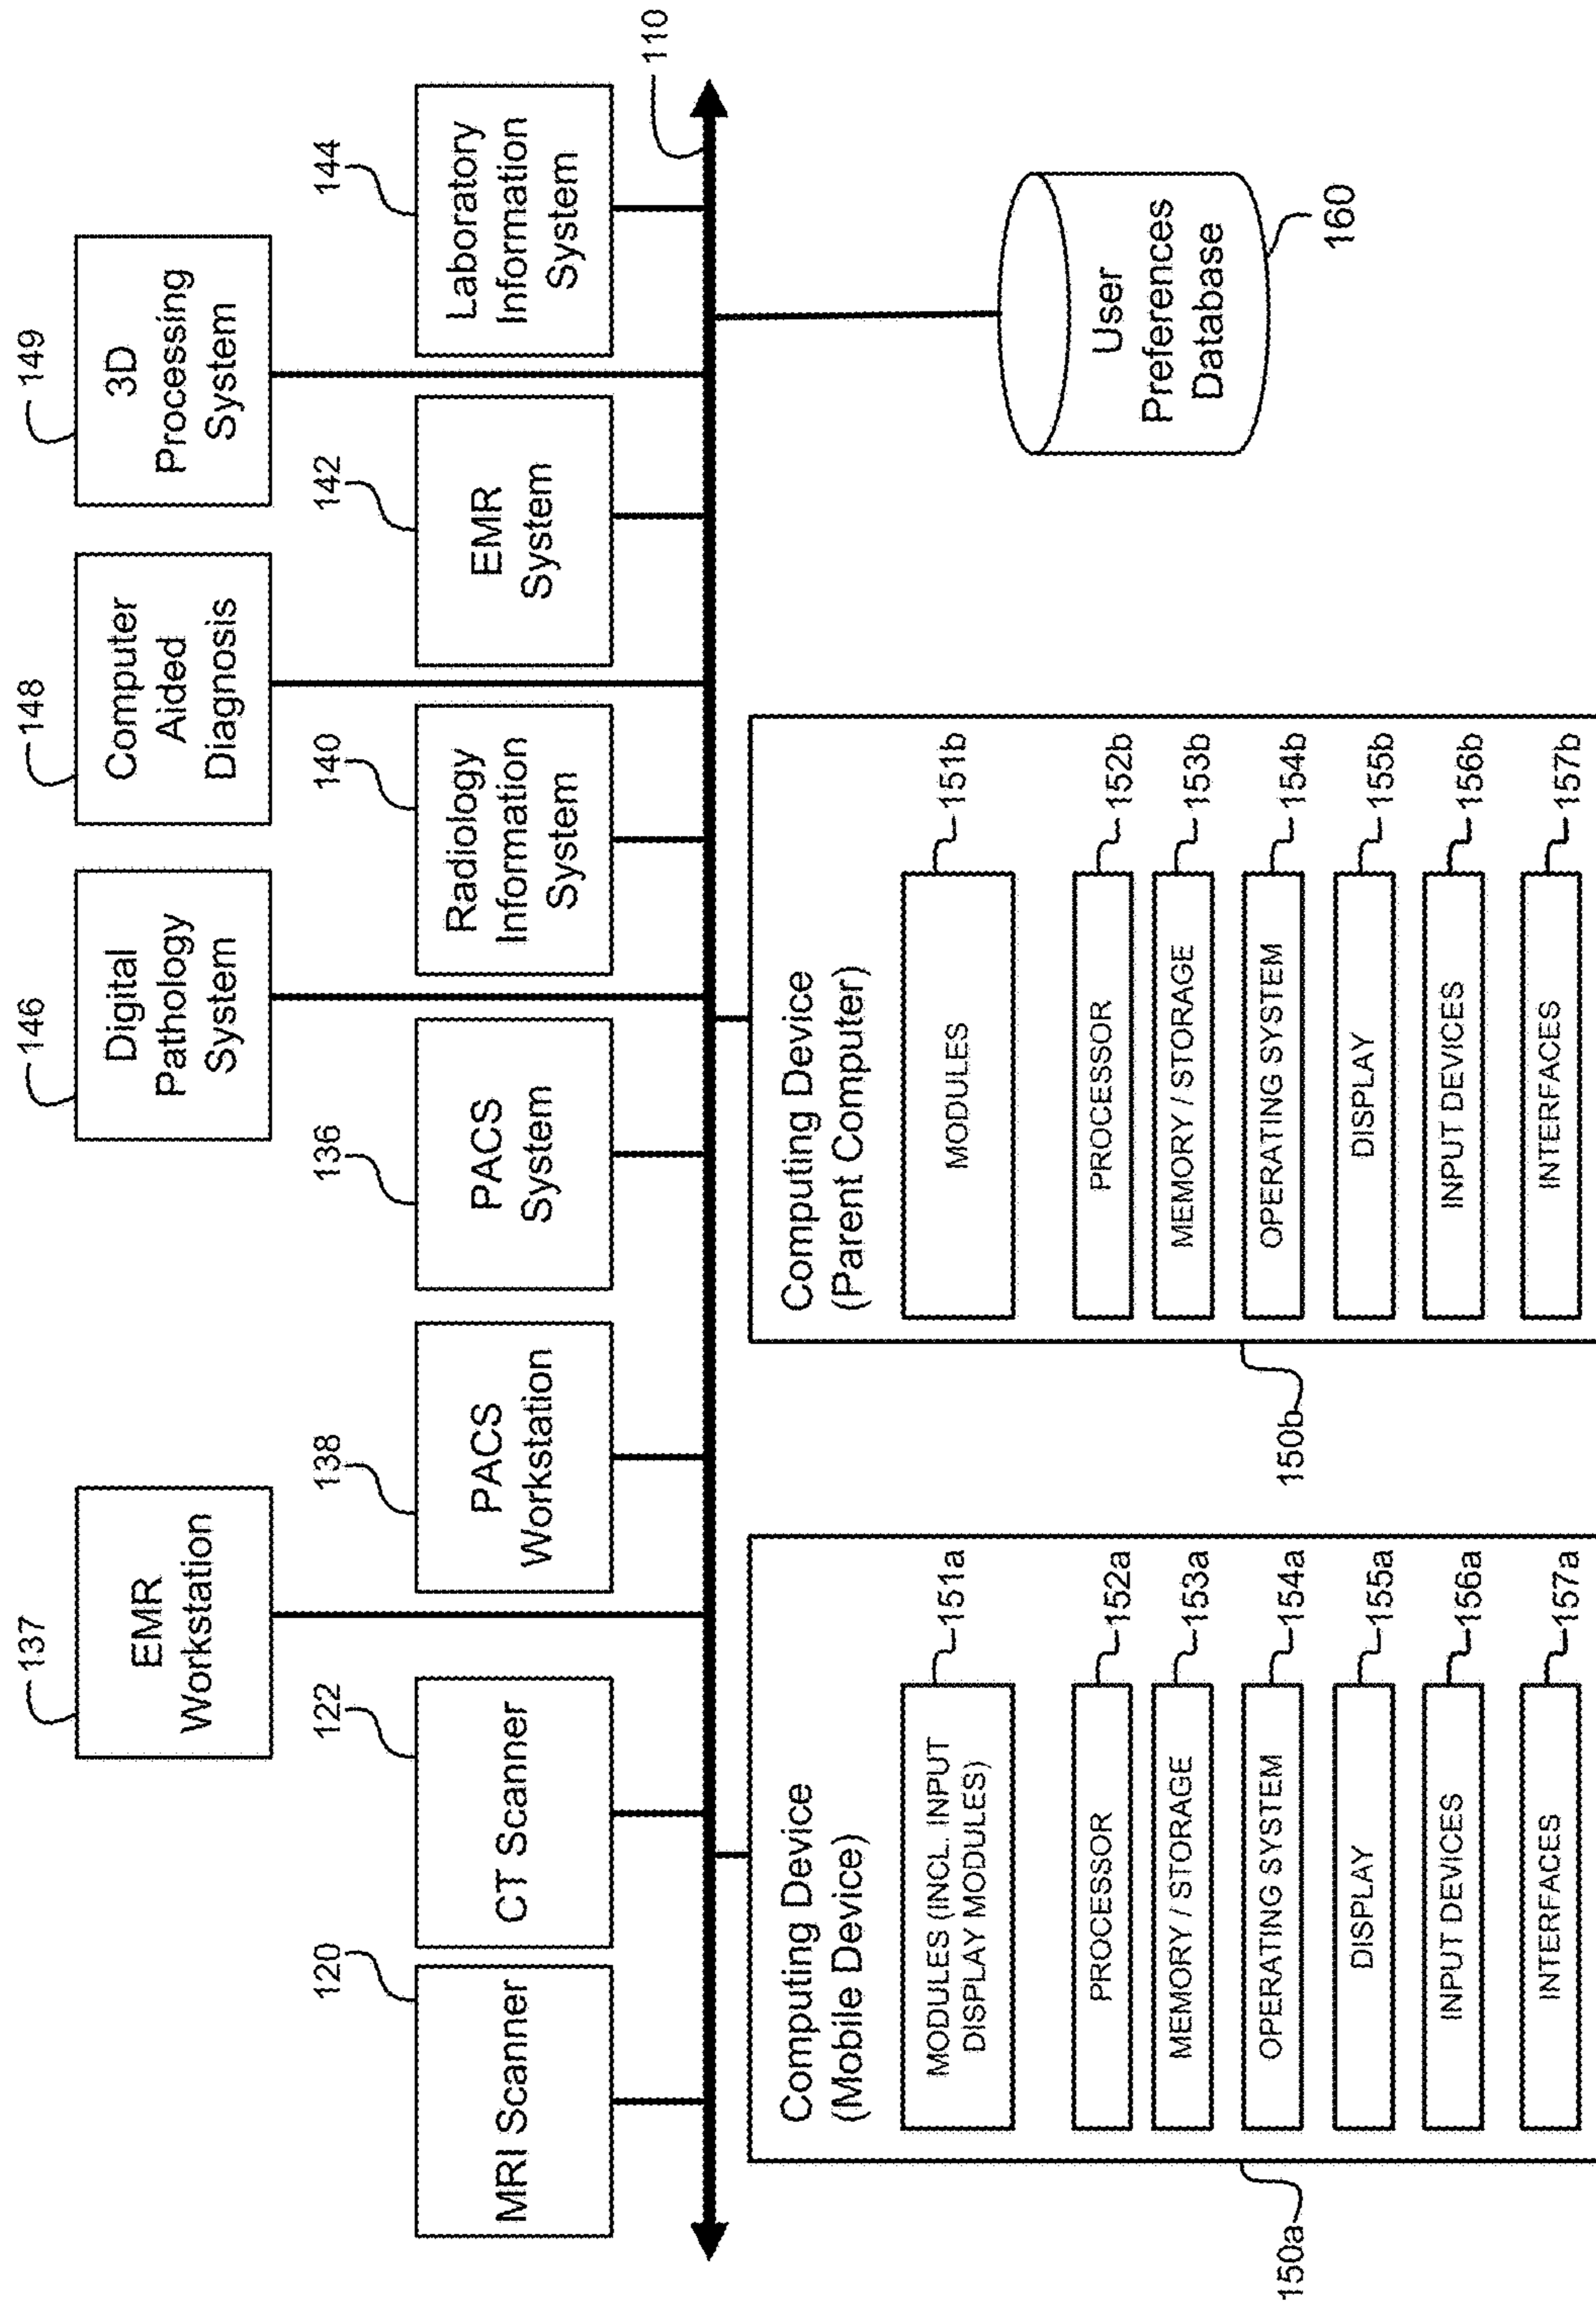 137
EMR
Workstation
146
Digital
Pathology
System
148
Computer
Aided
Diagnosis
149
3D
Processing
System
120
MRI Scanner
122
CT Scanner
138
PACS
Workstation
136
PACS
System
140
Radiology
Information
System
142
EMR
System
144
Laboratory
Information
System
110
150a
Computing Device
(Mobile Device)
MODULES (INCL. INPUT
DISPLAY MODULES)
151a
PROCESSOR
152a
MEMORY / STORAGE
153a
OPERATING SYSTEM
154a
DISPLAY
155a
INPUT DEVICES
156a
INTERFACES
157a
150b
Computing Device
(Parent Computer)
MODULES
151b
PROCESSOR
152b
MEMORY / STORAGE
153b
OPERATING SYSTEM
154b
DISPLAY
155b
INPUT DEVICES
156b
INTERFACES
157b
User
Preferences
Database
160